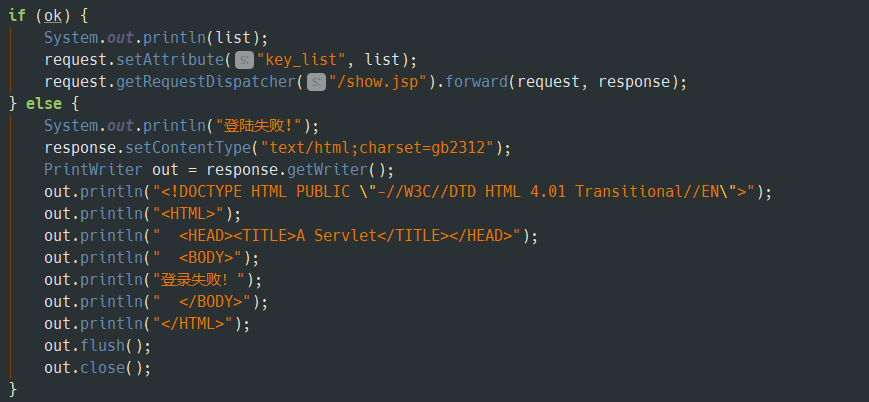 if (ok) {
    System.out.println(list);
    request.setAttribute( s: "key_list", list);
    request.getRequestDispatcher( s: "/show.jsp").forward(request, response);
} else {
    System.out.println("登陆失败!");
    response.setContentType("text/html;charset=gb2312");
    PrintWriter out = response.getWriter();
    out.println("<!DOCTYPE HTML PUBLIC \"-//W3C//DTD HTML 4.01 Transitional//EN\">");
    out.println("<HTML>");
    out.println("  <HEAD><TITLE>A Servlet</TITLE></HEAD>");
    out.println("  <BODY>");
    out.println("登录失败！");
    out.println("  </BODY>");
    out.println("</HTML>");
    out.flush();
    out.close();
}